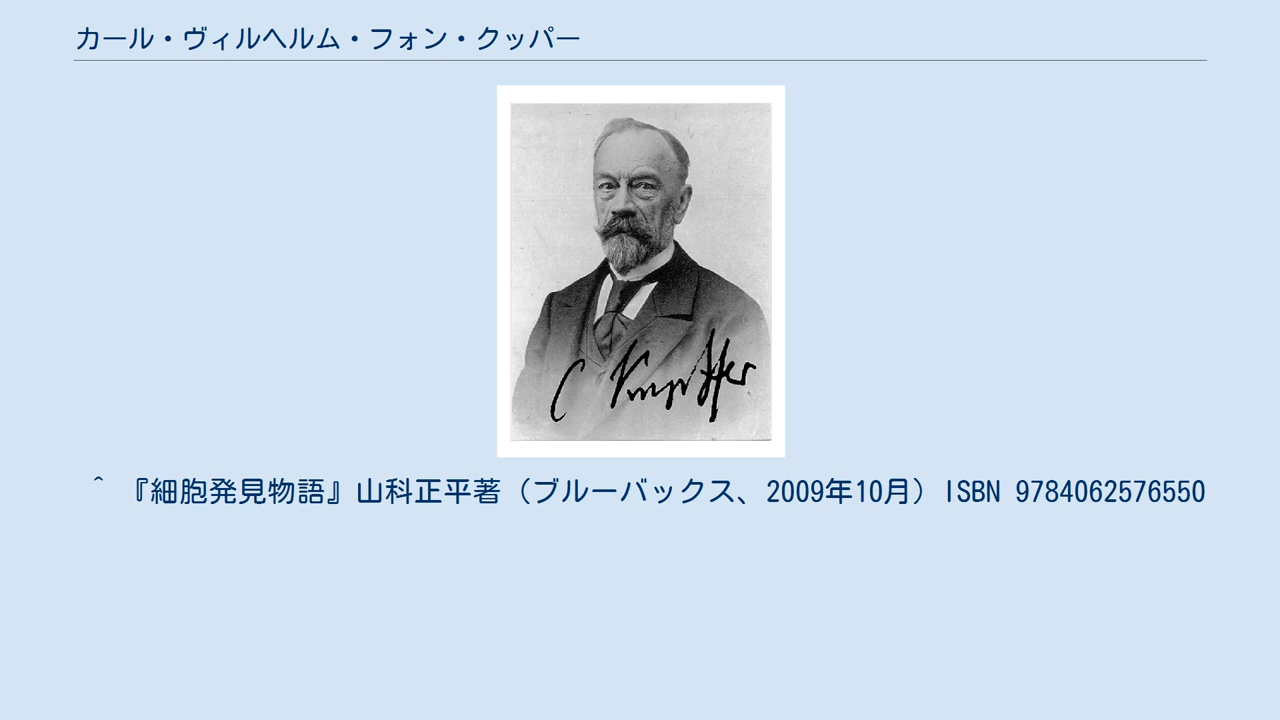 カール・ヴィルヘルム・フォン・クッパー
C Kupffer
^ 『細胞発見物語』山科正平著（ブルーバックス、2009年10月）ISBN 9784062576550